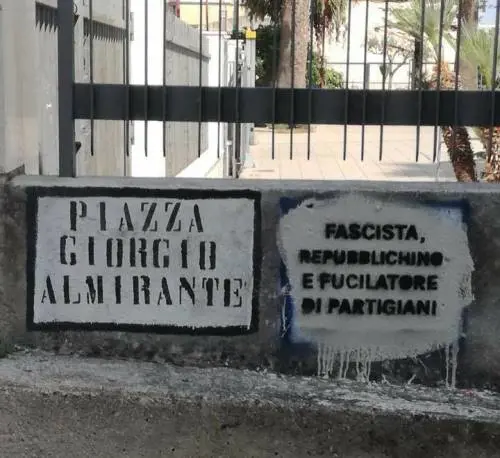 PIAZZA
GIORGIO
ALMIRANTE
FASCISTA,
REPUBBLICHINO
E FUCILATORE
DI PARTIGIANI